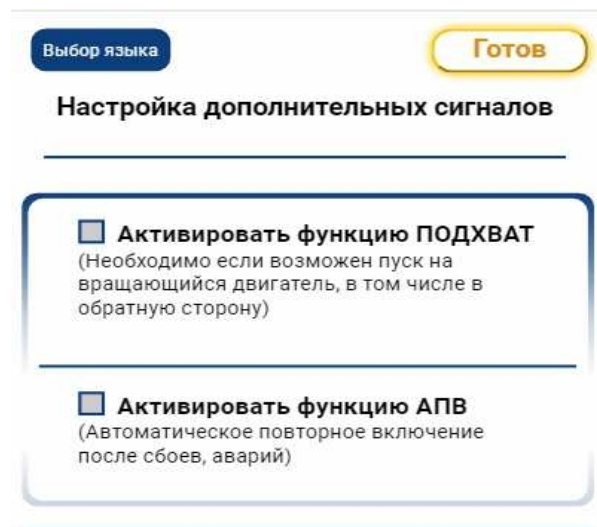 Выбор языка
Готов
Настройка дополнительных сигналов
Активировать функцию ПОДХВАТ
(Необходимо если возможен пуск на
вращающийся двигатель, в том числе в
обратную сторону)
Активировать функцию АПВ
(Автоматическое повторное включение
после сбоев, аварий)